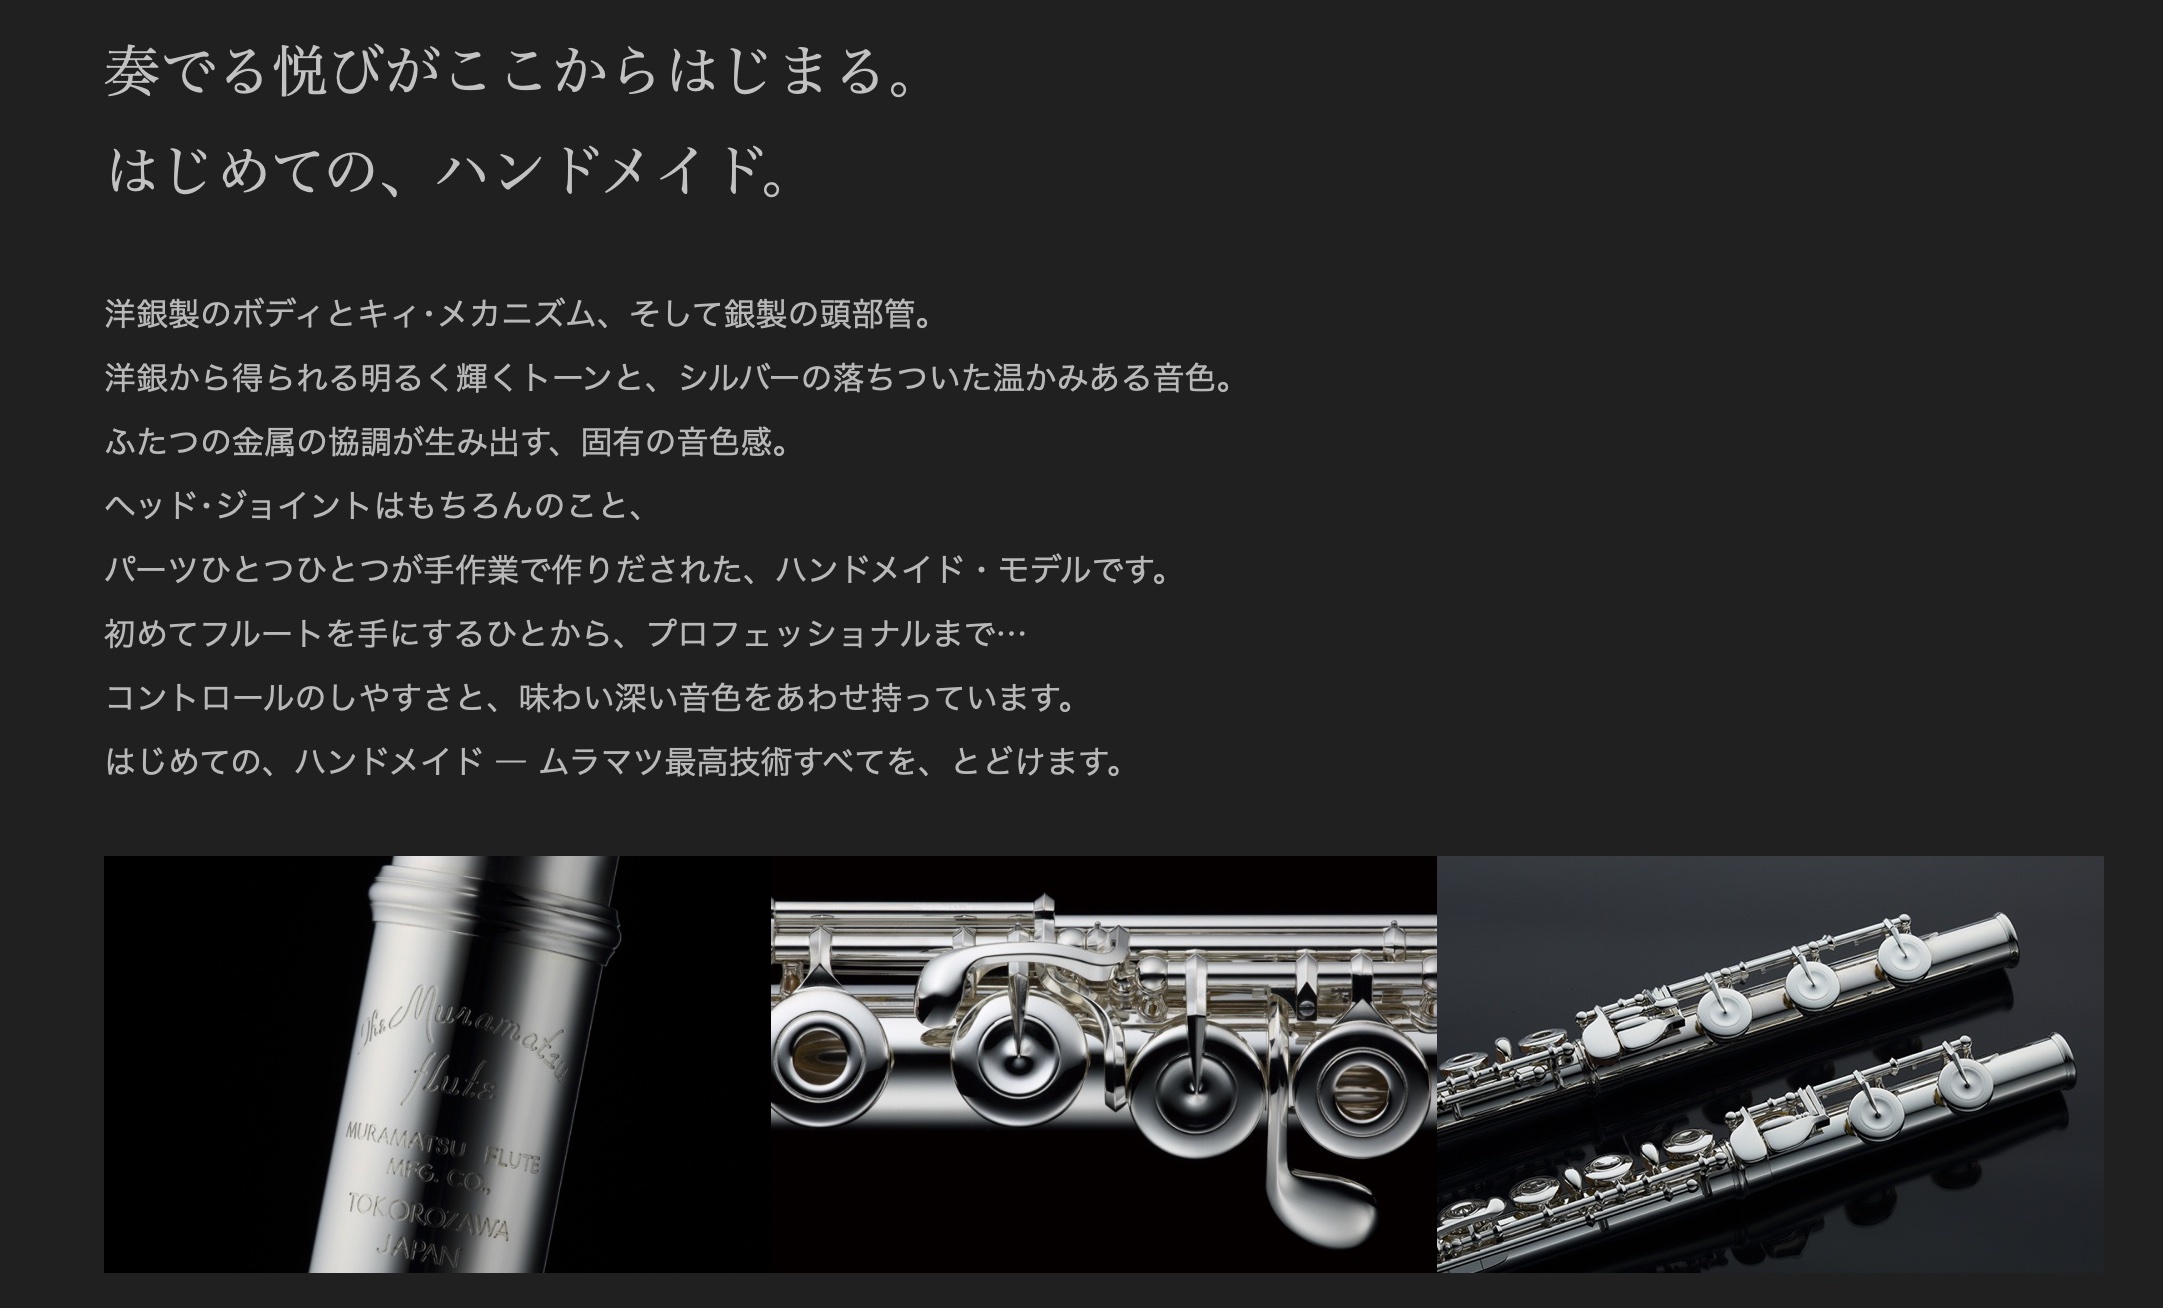 奏でる悦びがここからはじまる。
はじめての、ハンドメイド。
洋銀製のボディとキィ･メカニズム、そして銀製の頭部管。
洋銀から得られる明るく輝くトーンと、シルバーの落ちついた温かみある音色。
ふたつの金属の協調が生み出す、固有の音色感。
ヘッド･ジョイントはもちろんのこと、
パーツひとつひとつが手作業で作りだされた、ハンドメイド・モデルです。
初めてフルートを手にするひとから、プロフェッショナルまで…
コントロールのしやすさと、味わい深い音色をあわせ持っています。
はじめての、ハンドメイド ― ムラマツ最高技術すべてを、とどけます。
The Muramatsu
flute
MURAMATSU FLUTE
MFG. CO.,
TOKOROZAWA
JAPAN